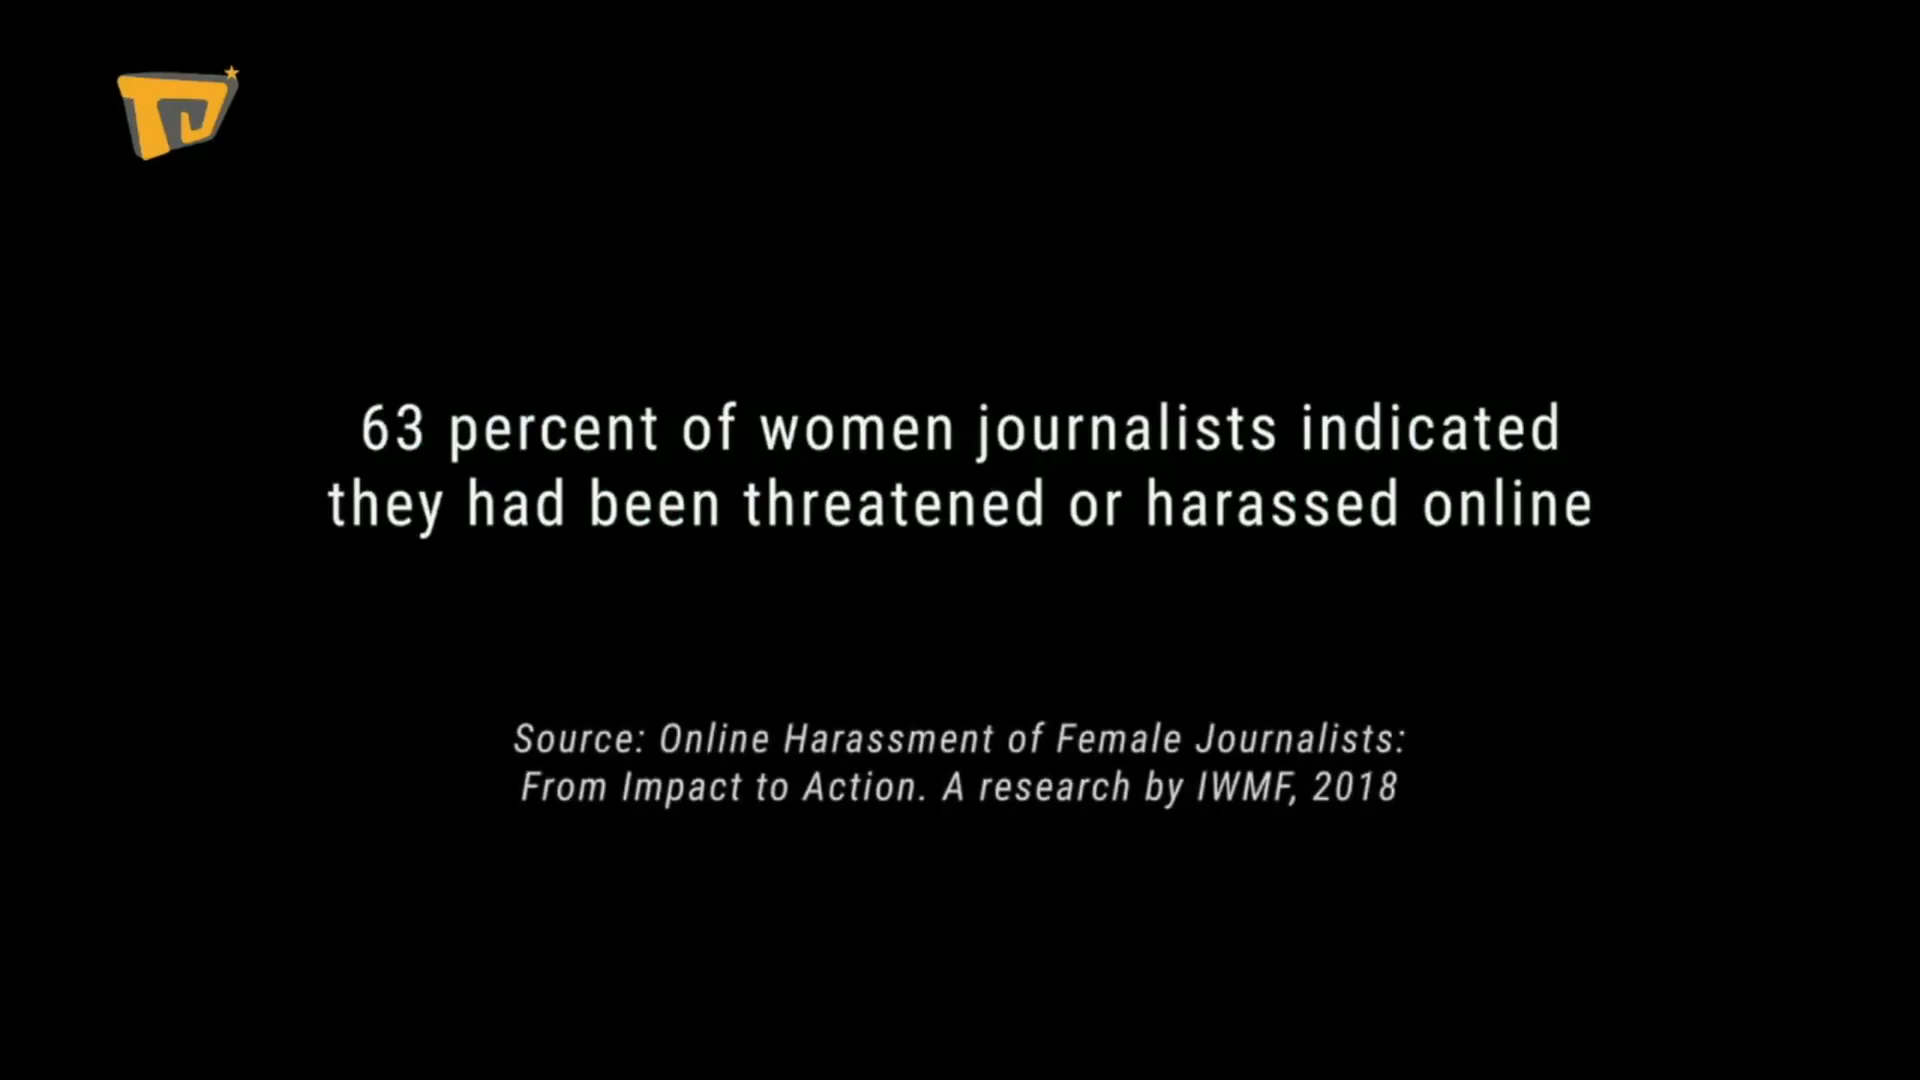 63 percent of women journalists indicated
they had been threatened or harassed online
Source: Online Harassment of Female Journalists:
From Impact to Action. A research by IWMF, 2018